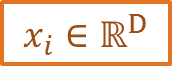 𝑥ᵢ ∈ ℝᴰ